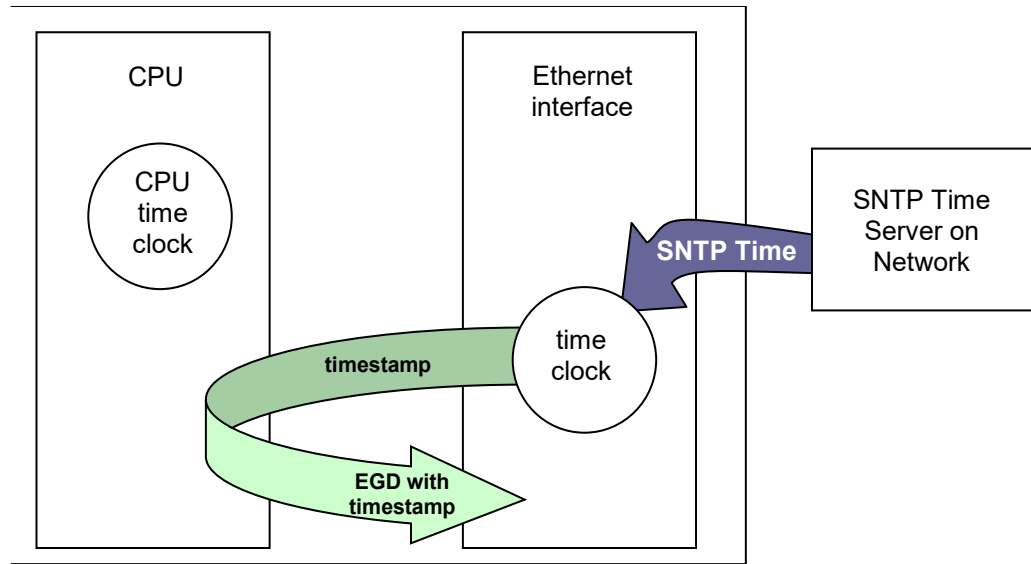 CPU
CPU
time
clock
Ethernet
interface
SNTP Time
SNTP Time
Server on
Network
time
clock
timestamp
EGD with
timestamp